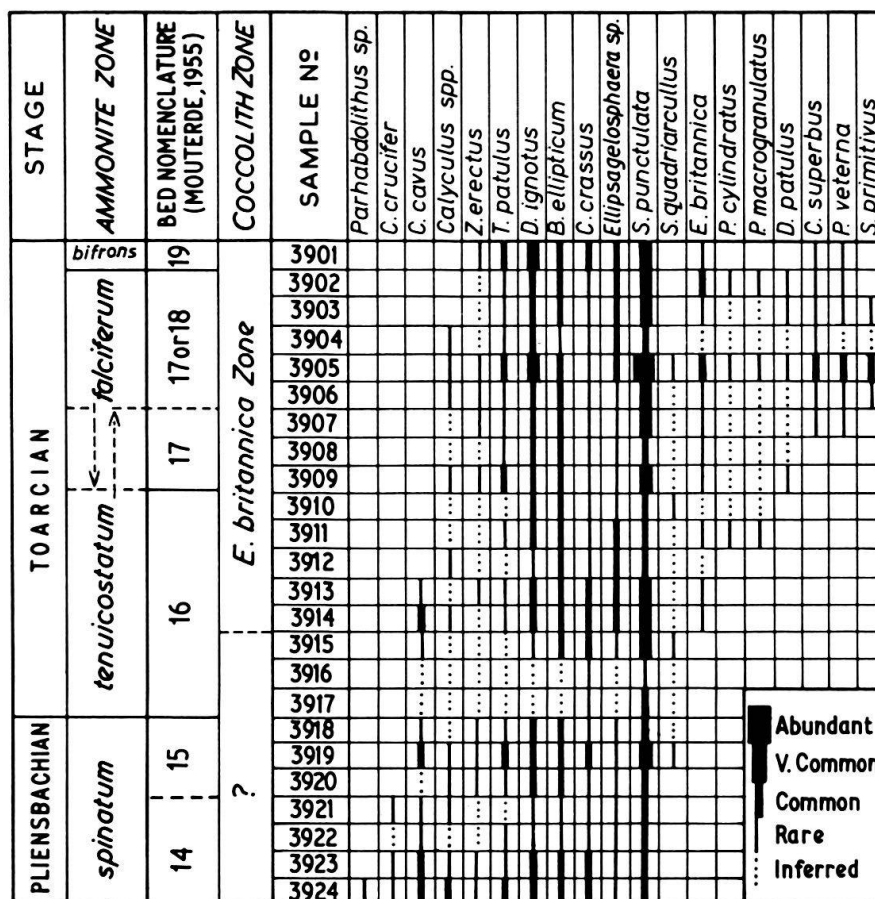 STAGE
AMMONITE ZONE
BED NOMENCLATURE
(MOUTERDE, 1955)
COCCOLITH ZONE
SAMPLE Nº
Parhabdolithus sp.
C. crucifer
C. cavus
Calyculus spp.
Z. erectus
T. patulus
D. ignotus
B. ellipticum
C. crassus
Ellipsagelosphaera sp.
S. punctulata
S. quadriarcullus
E. britannica
P. cylindratus
P. macrogranulatus
D. patulus
C. superbus
P. veterna
S. primitivus
TOARCIAN
PLIENSBACHIAN
bifrons
falciferum
tenuicostatum
spinatum
19
17 or 18
17
16
15
14
E. britannica Zone
?
3901
3902
3903
3904
3905
3906
3907
3908
3909
3910
3911
3912
3913
3914
3915
3916
3917
3918
3919
3920
3921
3922
3923
3924
Abundant
V. Common
Common
Rare
Inferred